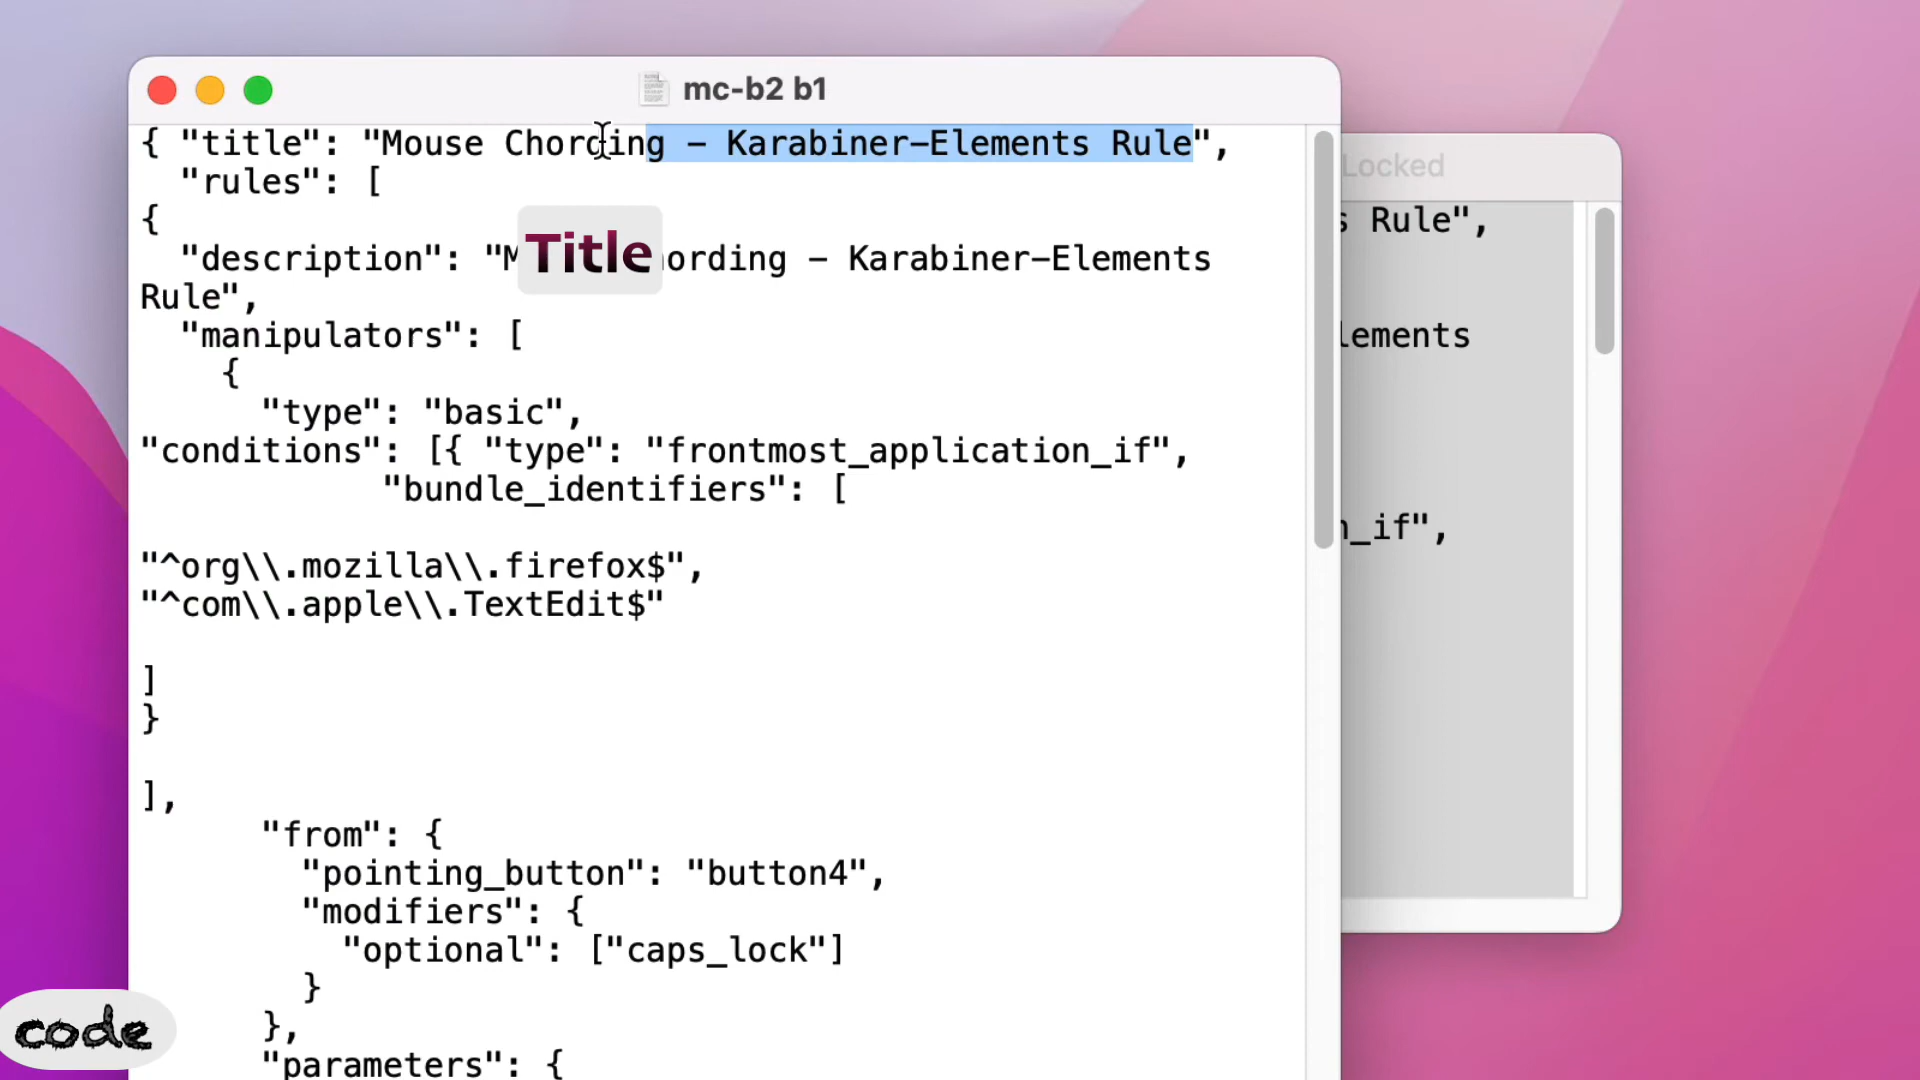 mc-b2 b1
{ "title": "Mouse Chording – Karabiner-Elements Rule",
"rules": [
{
"description": "M ording – Karabiner-Elements
Rule",
Title
"manipulators": [
{
"type": "basic",
"conditions": [{ "type": "frontmost_application_if",
"bundle_identifiers": [
"^org\\.mozilla\\.firefox$",
"^com\\.apple\\.TextEdit$"
]
}
],
"from": {
"pointing_button": "button4",
"modifiers": {
"optional": ["caps_lock"]
}
},
"parameters": {
Locked
s Rule",
lements
n_if",
code